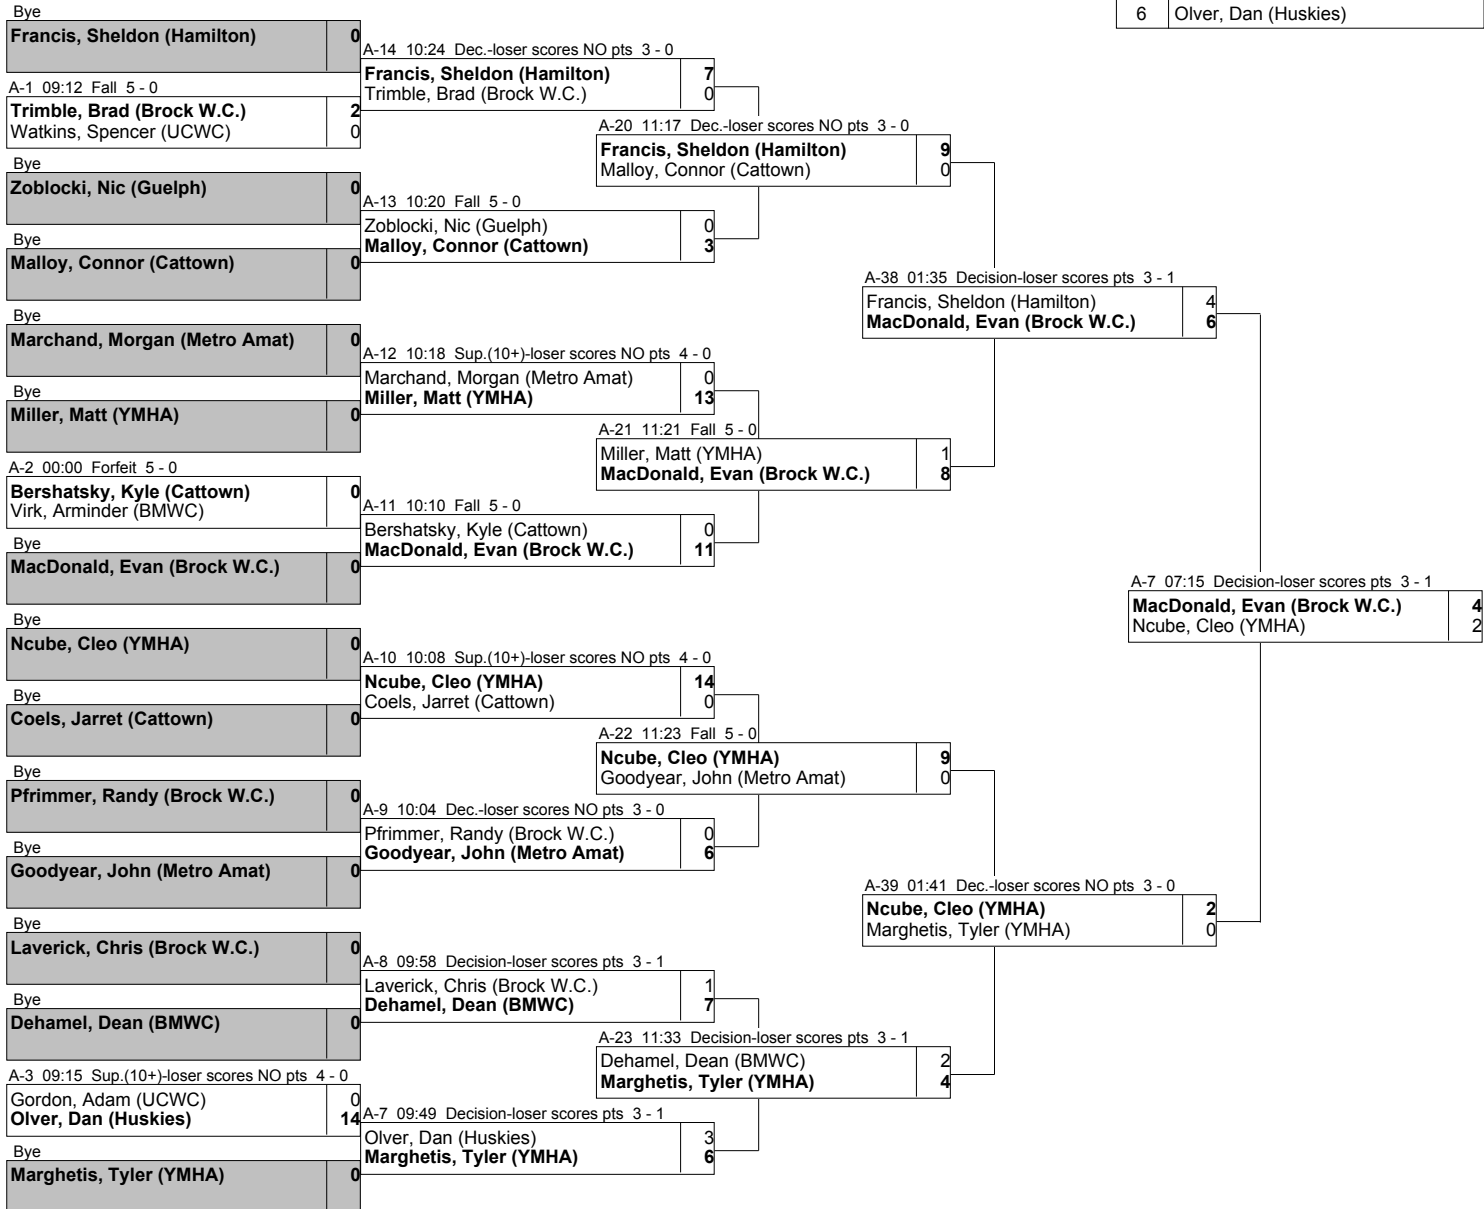 6 Olver, Dan (Huskies)
Bye
Francis, Sheldon (Hamilton) 0
A-1 09:12 Fall 5 - 0
Trimble, Brad (Brock W.C.) 2
Watkins, Spencer (UCWC) 0
Bye
Zoblocki, Nic (Guelph) 0
Bye
Malloy, Connor (Cattown) 0
Bye
Marchand, Morgan (Metro Amat) 0
Bye
Miller, Matt (YMHA) 0
A-2 00:00 Forfeit 5 - 0
Bershatsky, Kyle (Cattown) 0
Virk, Arminder (BMWC)
Bye
MacDonald, Evan (Brock W.C.) 0
Bye
Ncube, Cleo (YMHA) 0
Bye
Coels, Jarret (Cattown) 0
Bye
Pfrimmer, Randy (Brock W.C.) 0
Bye
Goodyear, John (Metro Amat) 0
Bye
Laverick, Chris (Brock W.C.) 0
Bye
Dehamel, Dean (BMWC) 0
A-3 09:15 Sup.(10+)-loser scores NO pts 4 - 0
Gordon, Adam (UCWC) 0
Olver, Dan (Huskies) 14
Bye
Marghetis, Tyler (YMHA) 0
A-14 10:24 Dec.-loser scores NO pts 3 - 0
Francis, Sheldon (Hamilton) 7
Trimble, Brad (Brock W.C.) 0
A-13 10:20 Fall 5 - 0
Zoblocki, Nic (Guelph) 0
Malloy, Connor (Cattown) 3
A-12 10:18 Sup.(10+)-loser scores NO pts 4 - 0
Marchand, Morgan (Metro Amat) 0
Miller, Matt (YMHA) 13
A-11 10:10 Fall 5 - 0
Bershatsky, Kyle (Cattown) 0
MacDonald, Evan (Brock W.C.) 11
A-10 10:08 Sup.(10+)-loser scores NO pts 4 - 0
Ncube, Cleo (YMHA) 14
Coels, Jarret (Cattown) 0
A-9 10:04 Dec.-loser scores NO pts 3 - 0
Pfrimmer, Randy (Brock W.C.) 0
Goodyear, John (Metro Amat) 6
A-8 09:58 Decision-loser scores pts 3 - 1
Laverick, Chris (Brock W.C.) 1
Dehamel, Dean (BMWC) 7
A-7 09:49 Decision-loser scores pts 3 - 1
Olver, Dan (Huskies) 3
Marghetis, Tyler (YMHA) 6
A-20 11:17 Dec.-loser scores NO pts 3 - 0
Francis, Sheldon (Hamilton) 9
Malloy, Connor (Cattown) 0
A-21 11:21 Fall 5 - 0
Miller, Matt (YMHA) 1
MacDonald, Evan (Brock W.C.) 8
A-22 11:23 Fall 5 - 0
Ncube, Cleo (YMHA) 9
Goodyear, John (Metro Amat) 0
A-23 11:33 Decision-loser scores pts 3 - 1
Dehamel, Dean (BMWC) 2
Marghetis, Tyler (YMHA) 4
A-38 01:35 Decision-loser scores pts 3 - 1
Francis, Sheldon (Hamilton) 4
MacDonald, Evan (Brock W.C.) 6
A-39 01:41 Dec.-loser scores NO pts 3 - 0
Ncube, Cleo (YMHA) 2
Marghetis, Tyler (YMHA) 0
A-7 07:15 Decision-loser scores pts 3 - 1
MacDonald, Evan (Brock W.C.) 4
Ncube, Cleo (YMHA) 2